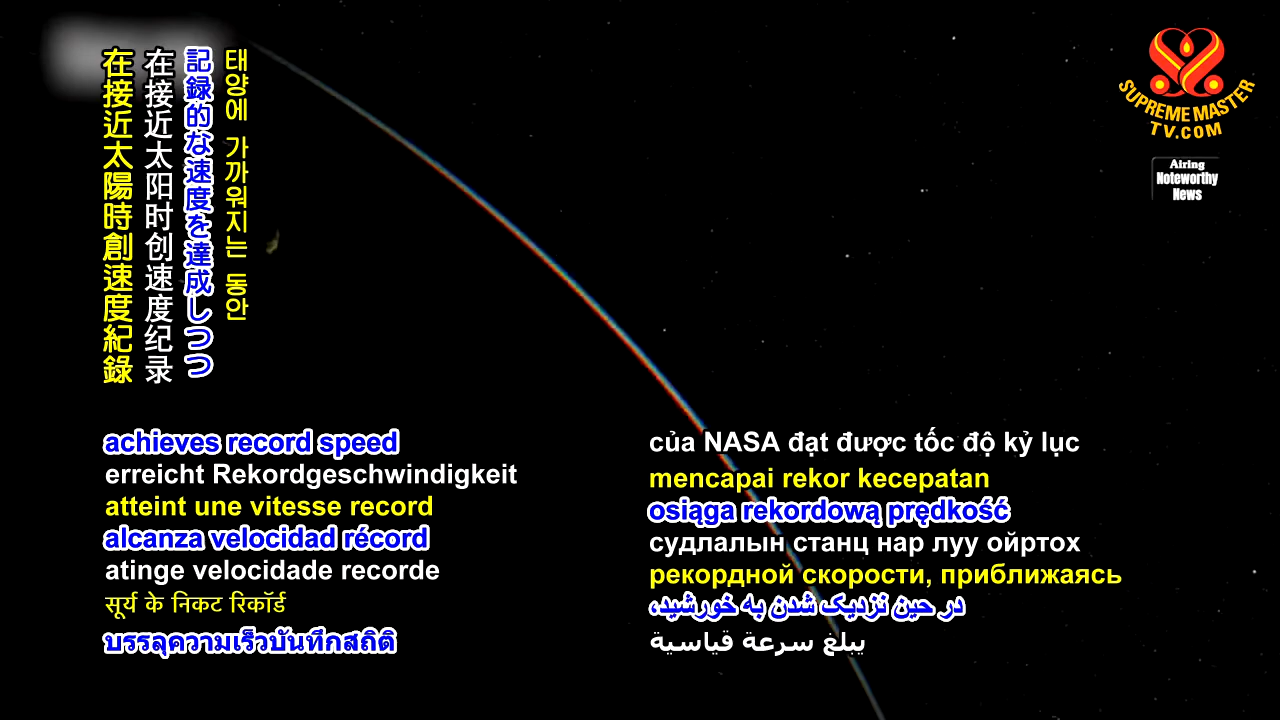 在接近太陽時創速度紀錄
在接近太阳时创速度纪录
記録的な速度を達成しつつ
태양에 가까워지는 동안
SUPREME MASTER
TV.COM
Airing
Noteworthy
News
achieves record speed
erreicht Rekordgeschwindigkeit
atteint une vitesse record
alcanza velocidad récord
atinge velocidade recorde
सूर्य के निकट रिकॉर्ड
บรรลุความเร็วบันทึกสถิติ
của NASA đạt được tốc độ kỷ lục
mencapai rekor kecepatan
osiąga rekordową prędkość
судлалын станц нар луу ойртох
рекордной скорости, приближаясь
در حین نزدیک شدن به خورشید،
يبلغ سرعة قياسية